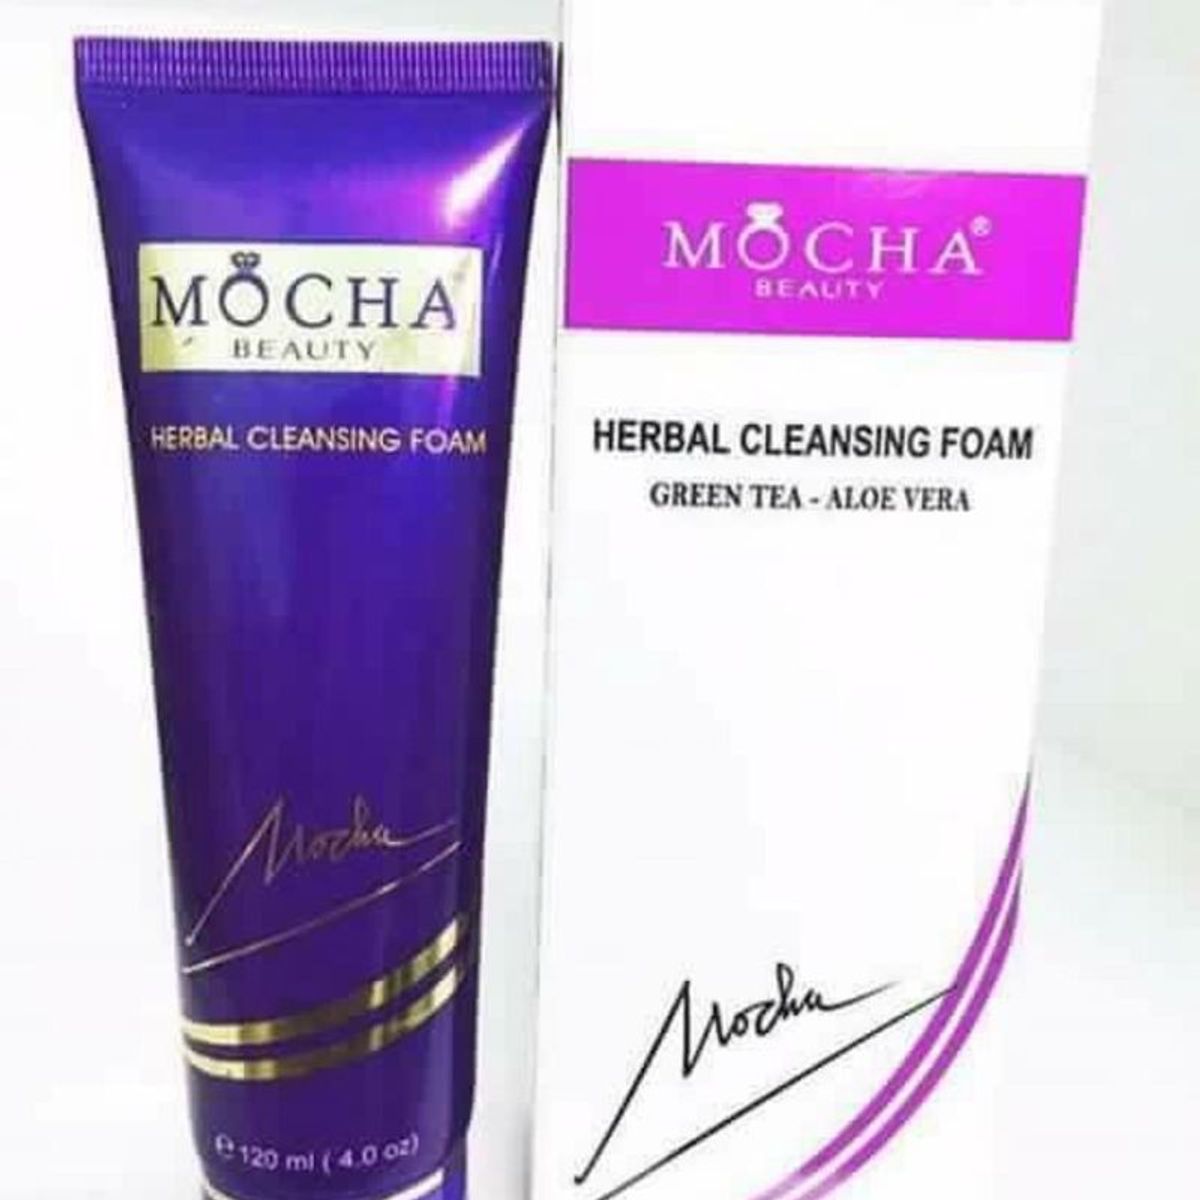 MOCHA
BEAUTY
HERBAL CLEANSING FOAM
Mocha
℮ 120 ml ( 4.0 oz)
MOCHA®
BEAUTY
HERBAL CLEANSING FOAM
GREEN TEA - ALOE VERA
Mocha